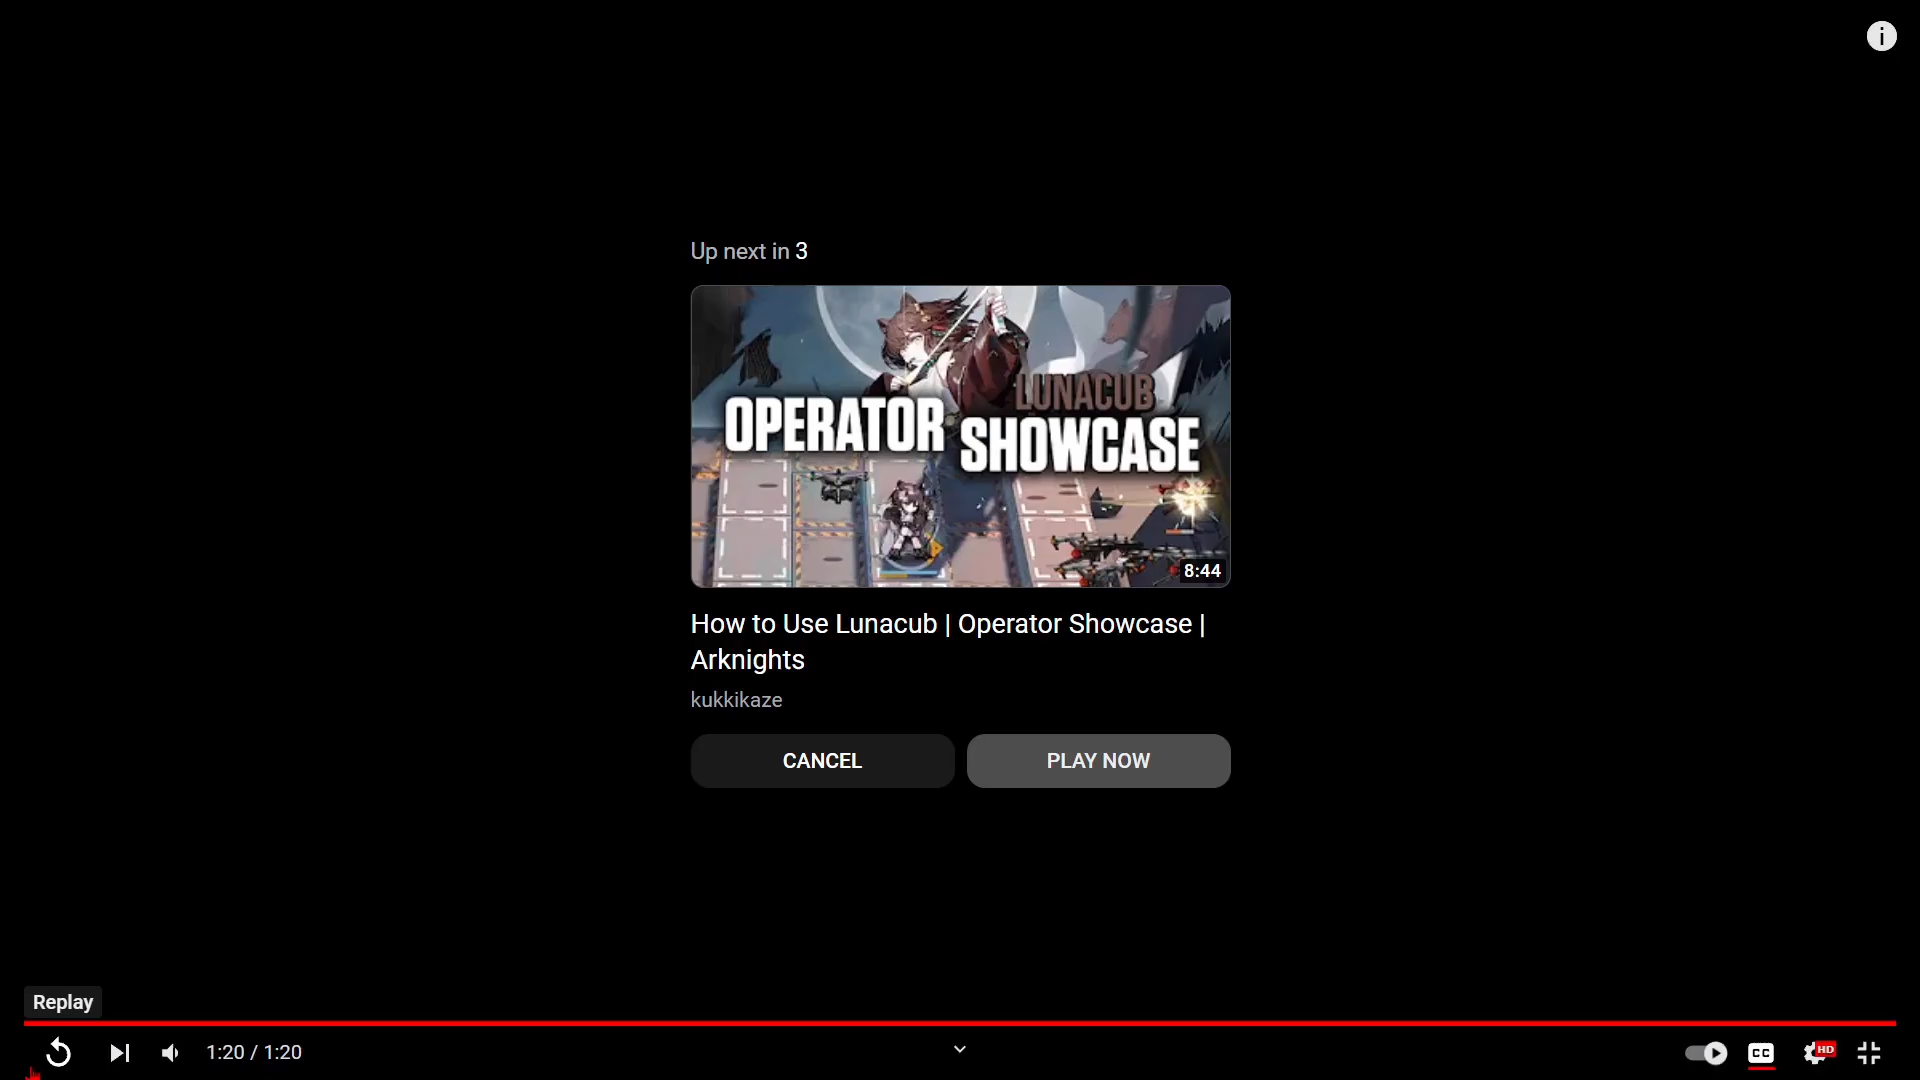 Up next in 3
LUNACUB
OPERATOR
SHOWCASE
8:44
How to Use Lunacub | Operator Showcase |
Arknights
kukkikaze
CANCEL
PLAY NOW
Replay
1:20 / 1:20
CC
HD